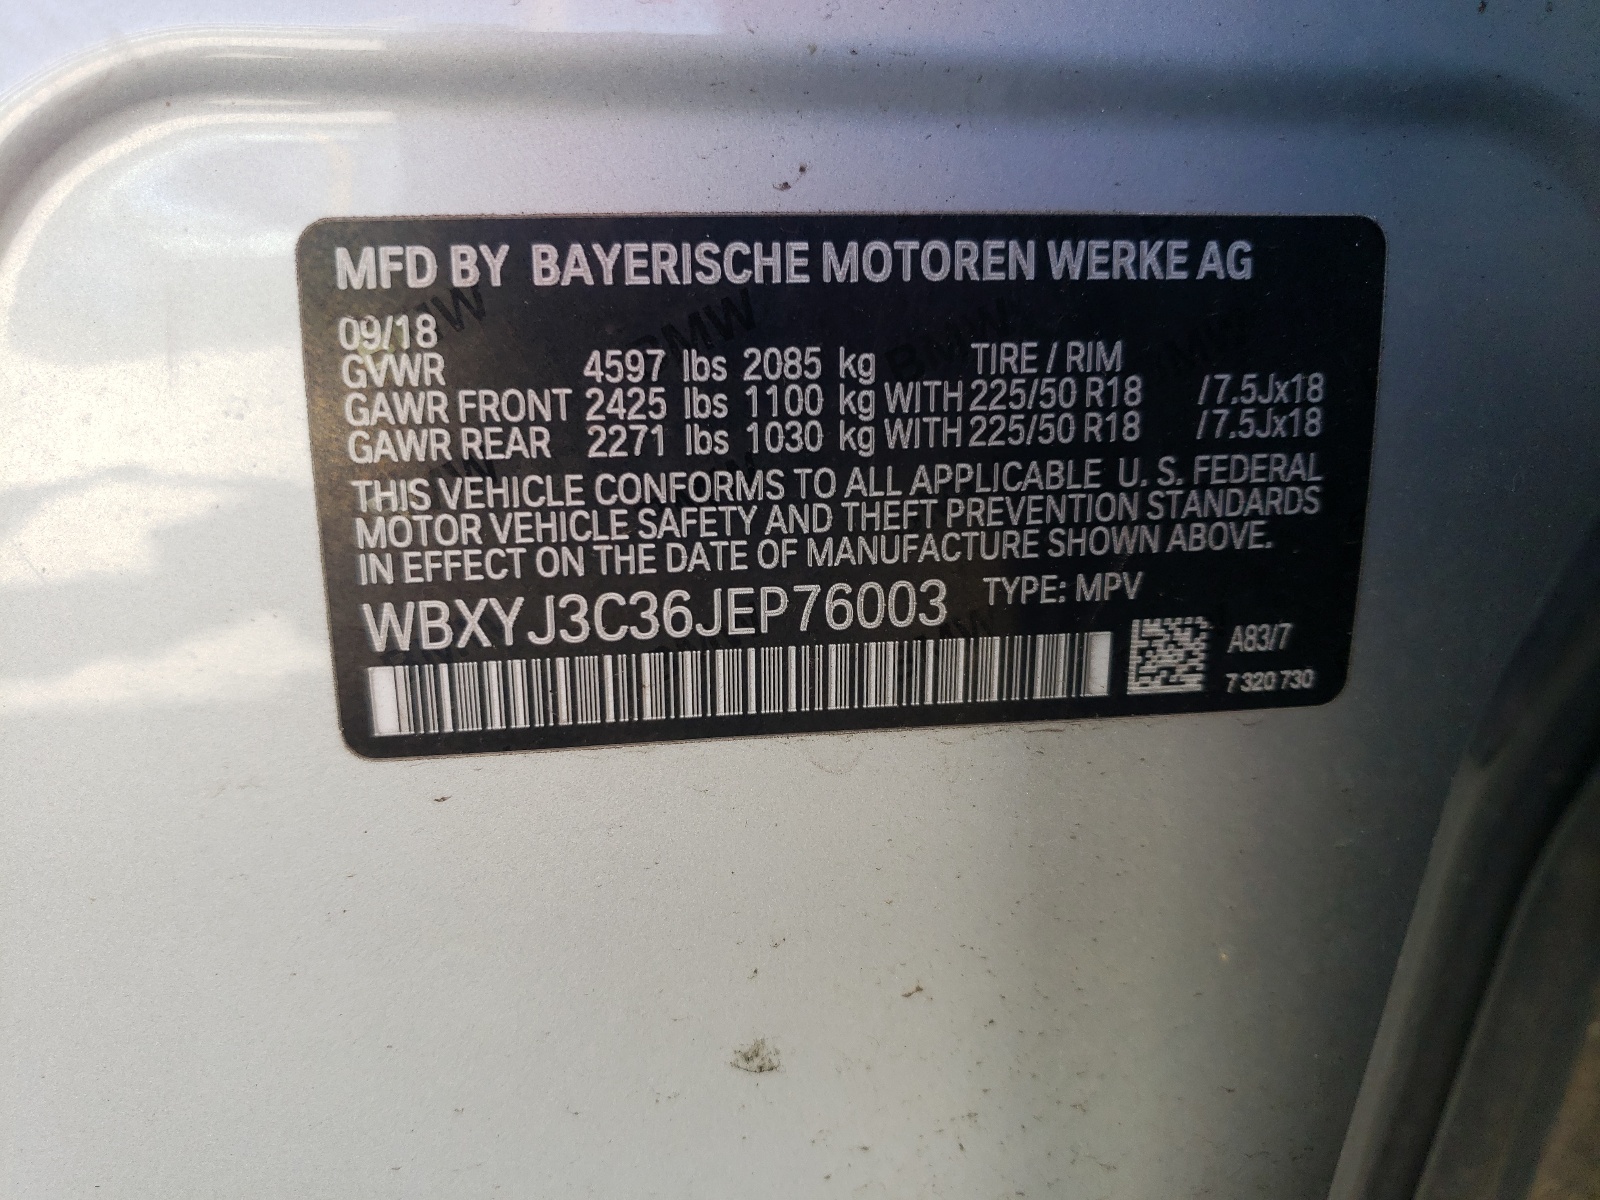 MFD BY BAYERISCHE MOTOREN WERKE AG
09/18
GVWR 4597 lbs 2085 kg TIRE / RIM
GAWR FRONT 2425 lbs 1100 kg WITH 225/50 R18 /7.5Jx18
GAWR REAR 2271 lbs 1030 kg WITH 225/50 R18 /7.5Jx18
THIS VEHICLE CONFORMS TO ALL APPLICABLE U. S. FEDERAL
MOTOR VEHICLE SAFETY AND THEFT PREVENTION STANDARDS
IN EFFECT ON THE DATE OF MANUFACTURE SHOWN ABOVE.
WBXYJ3C36JEP76003 TYPE: MPV
A83/7
7 320 730